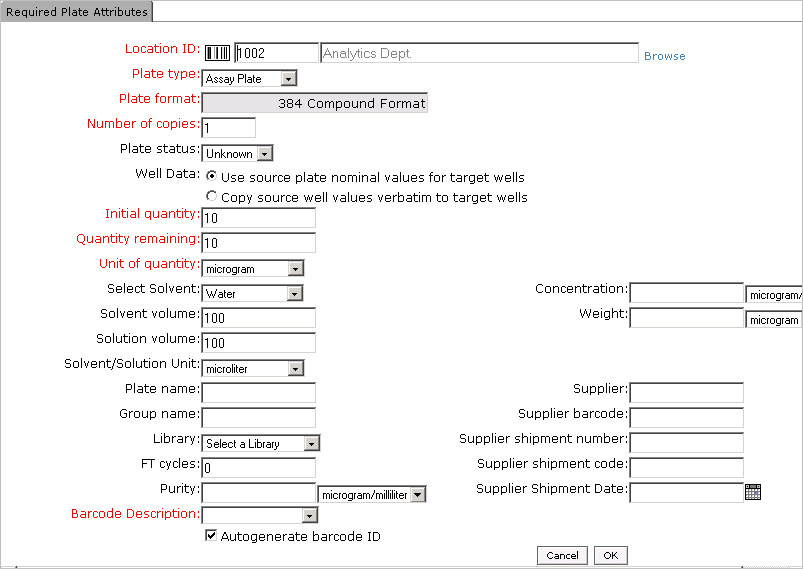 Required Plate Attributes
Location ID: 1002 Analytics Dept. Browse
Plate type: Assay Plate
Plate format: 384 Compound Format
Number of copies: 1
Plate status: Unknown
Well Data: Use source plate nominal values for target wells
Copy source well values verbatim to target wells
Initial quantity: 10
Quantity remaining: 10
Unit of quantity: microgram
Select Solvent: Water Concentration: microgram/
Solvent volume: 100 Weight: microgram
Solution volume: 100
Solvent/Solution Unit: microliter
Plate name: Supplier:
Group name: Supplier barcode:
Library: Select a Library Supplier shipment number:
FT cycles: 0 Supplier shipment code:
Purity: microgram/milliliter Supplier Shipment Date:
Barcode Description:
Autogenerate barcode ID
Cancel OK